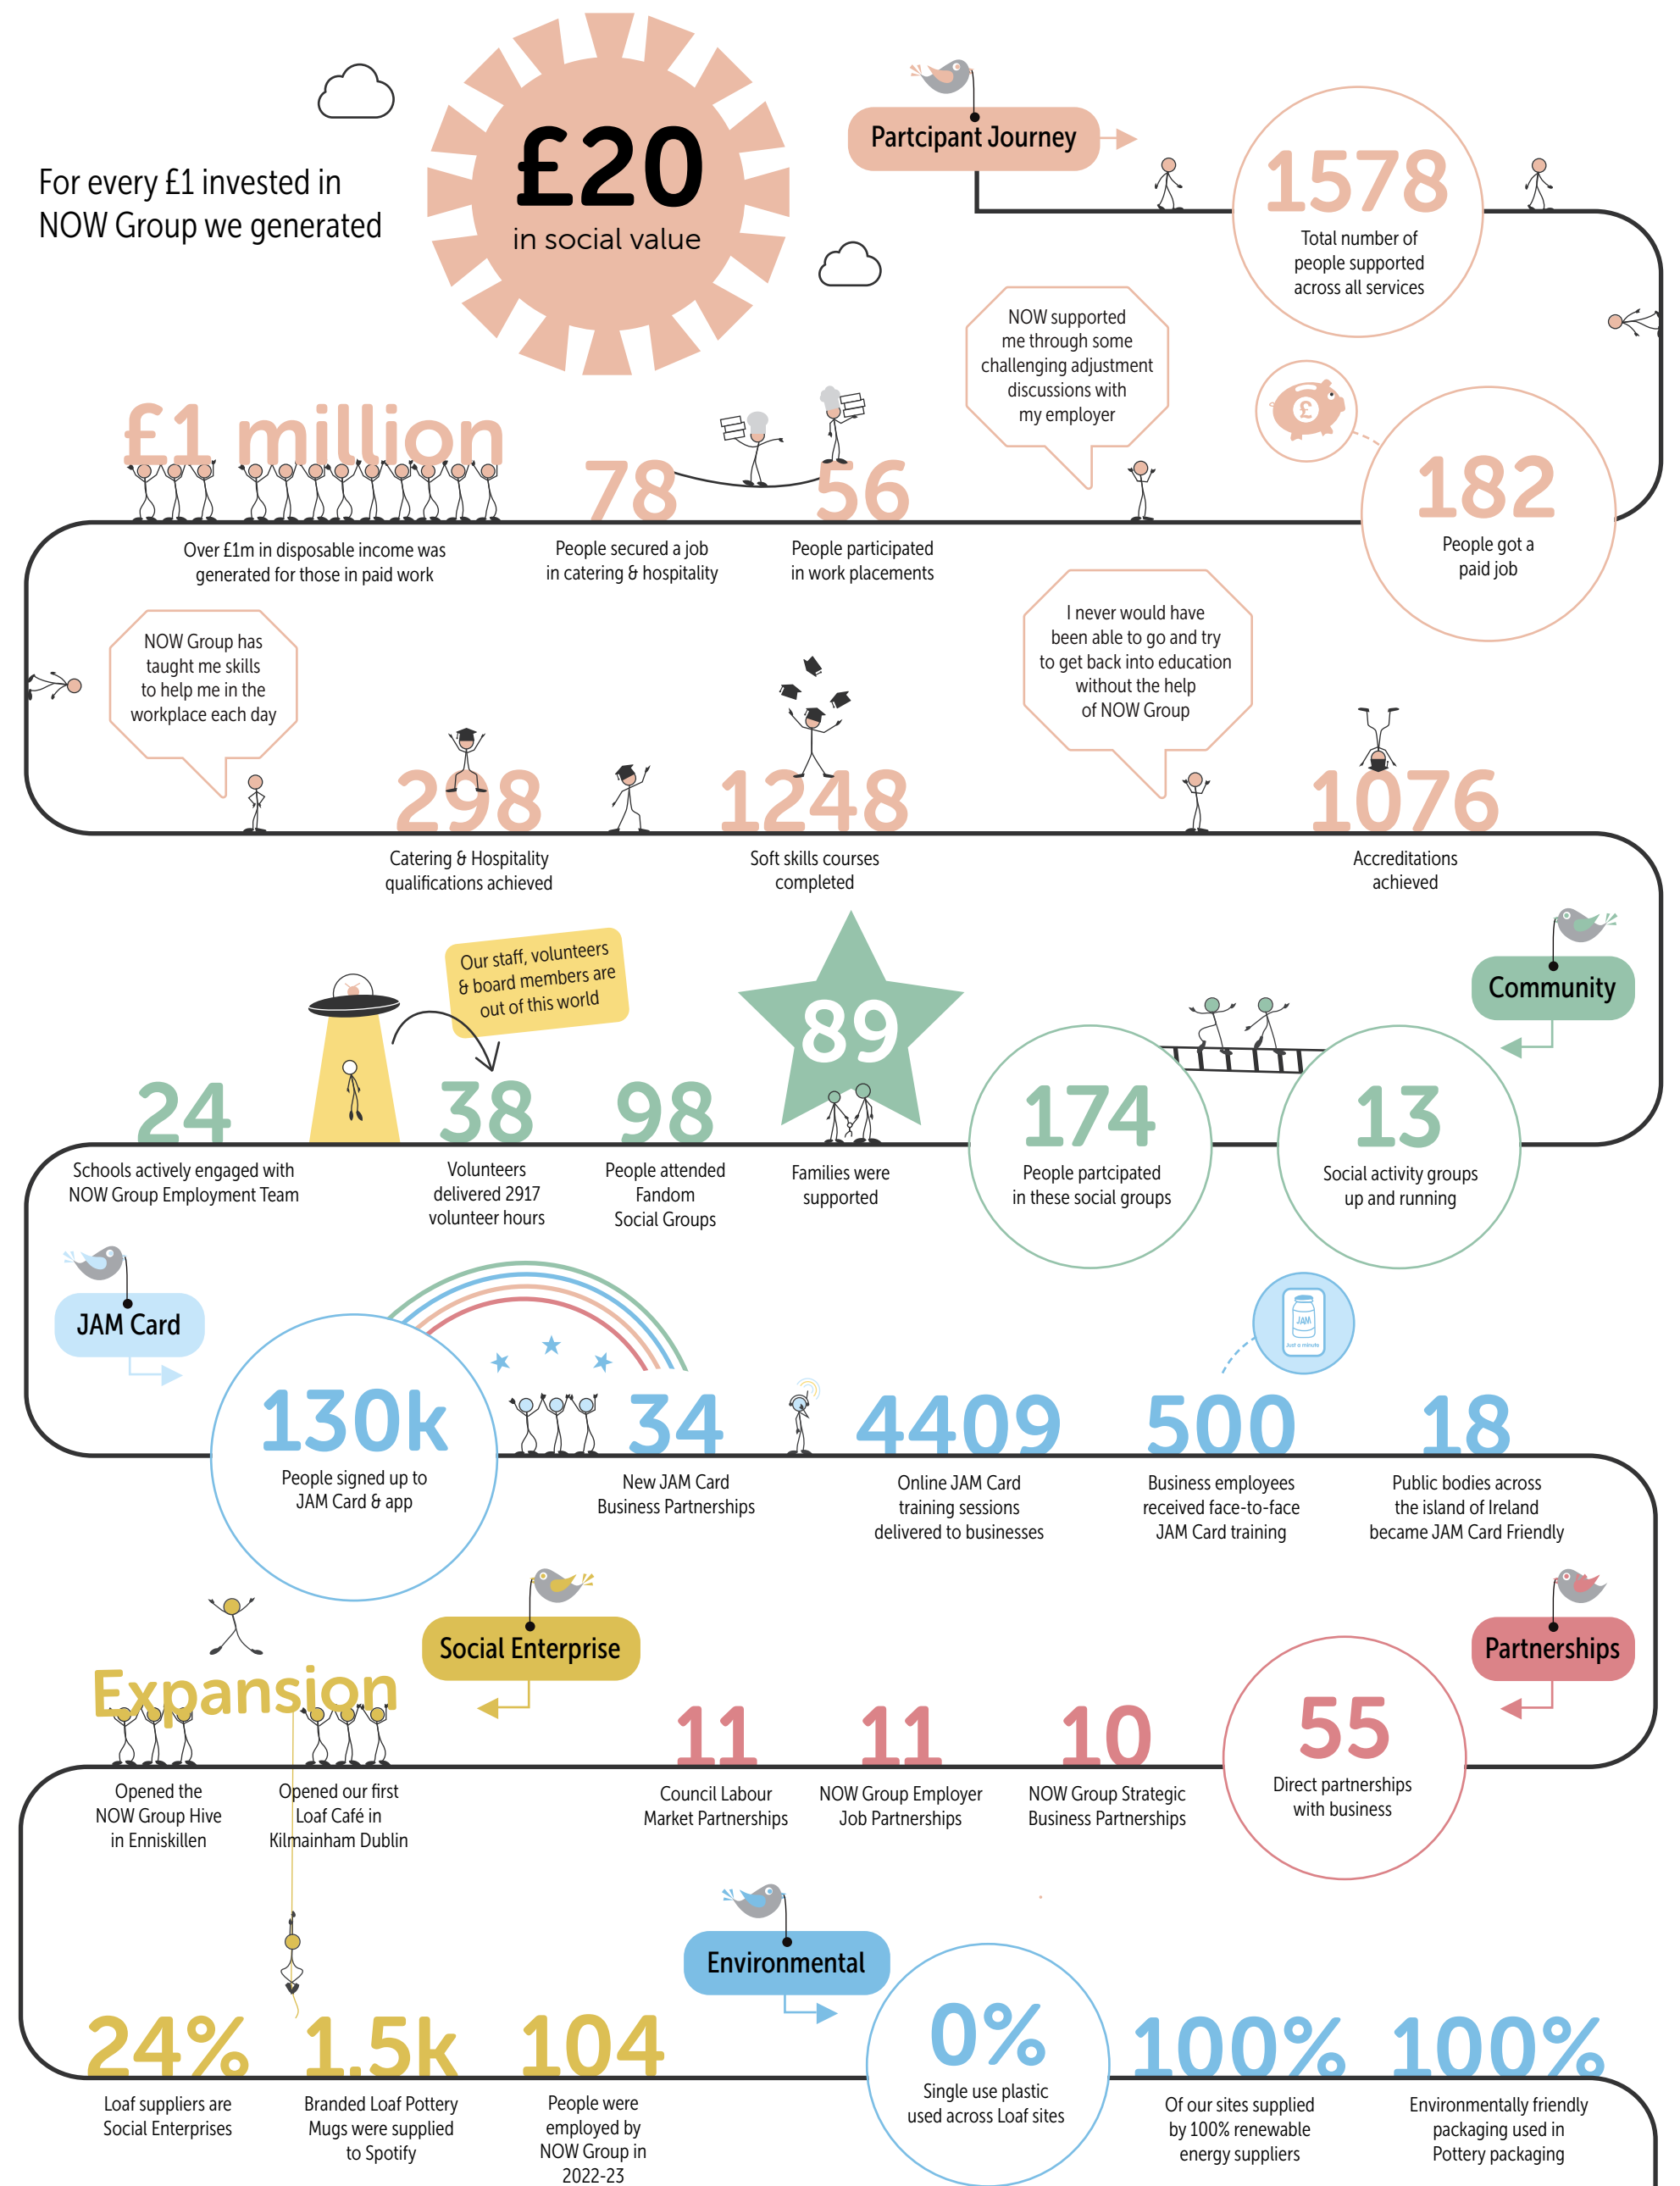 For every £1 invested in
NOW Group we generated
£20
in social value
Partcipant Journey
1578
Total number of
people supported
across all services
NOW supported
me through some
challenging adjustment
discussions with
my employer
£
182
People got a
paid job
£1 million
Over £1m in disposable income was
generated for those in paid work
78
People secured a job
in catering & hospitality
56
People participated
in work placements
NOW Group has
taught me skills
to help me in the
workplace each day
I never would have
been able to go and try
to get back into education
without the help
of NOW Group
298
Catering & Hospitality
qualifications achieved
1248
Soft skills courses
completed
1076
Accreditations
achieved
Community
Our staff, volunteers
& board members are
out of this world
24
Schools actively engaged with
NOW Group Employment Team
38
Volunteers
delivered 2917
volunteer hours
98
People attended
Fandom
Social Groups
89
Families were
supported
174
People partcipated
in these social groups
13
Social activity groups
up and running
JAM Card
130k
People signed up to
JAM Card & app
34
New JAM Card
Business Partnerships
4409
Online JAM Card
training sessions
delivered to businesses
JAM
Just a minute
500
Business employees
received face-to-face
JAM Card training
18
Public bodies across
the island of Ireland
became JAM Card Friendly
Social Enterprise
Partnerships
Expansion
Opened the
NOW Group Hive
in Enniskillen
Opened our first
Loaf Café in
Kilmainham Dublin
11
Council Labour
Market Partnerships
11
NOW Group Employer
Job Partnerships
10
NOW Group Strategic
Business Partnerships
55
Direct partnerships
with business
Environmental
24%
Loaf suppliers are
Social Enterprises
1.5k
Branded Loaf Pottery
Mugs were supplied
to Spotify
104
People were
employed by
NOW Group in
2022-23
0%
Single use plastic
used across Loaf sites
100%
Of our sites supplied
by 100% renewable
energy suppliers
100%
Environmentally friendly
packaging used in
Pottery packaging